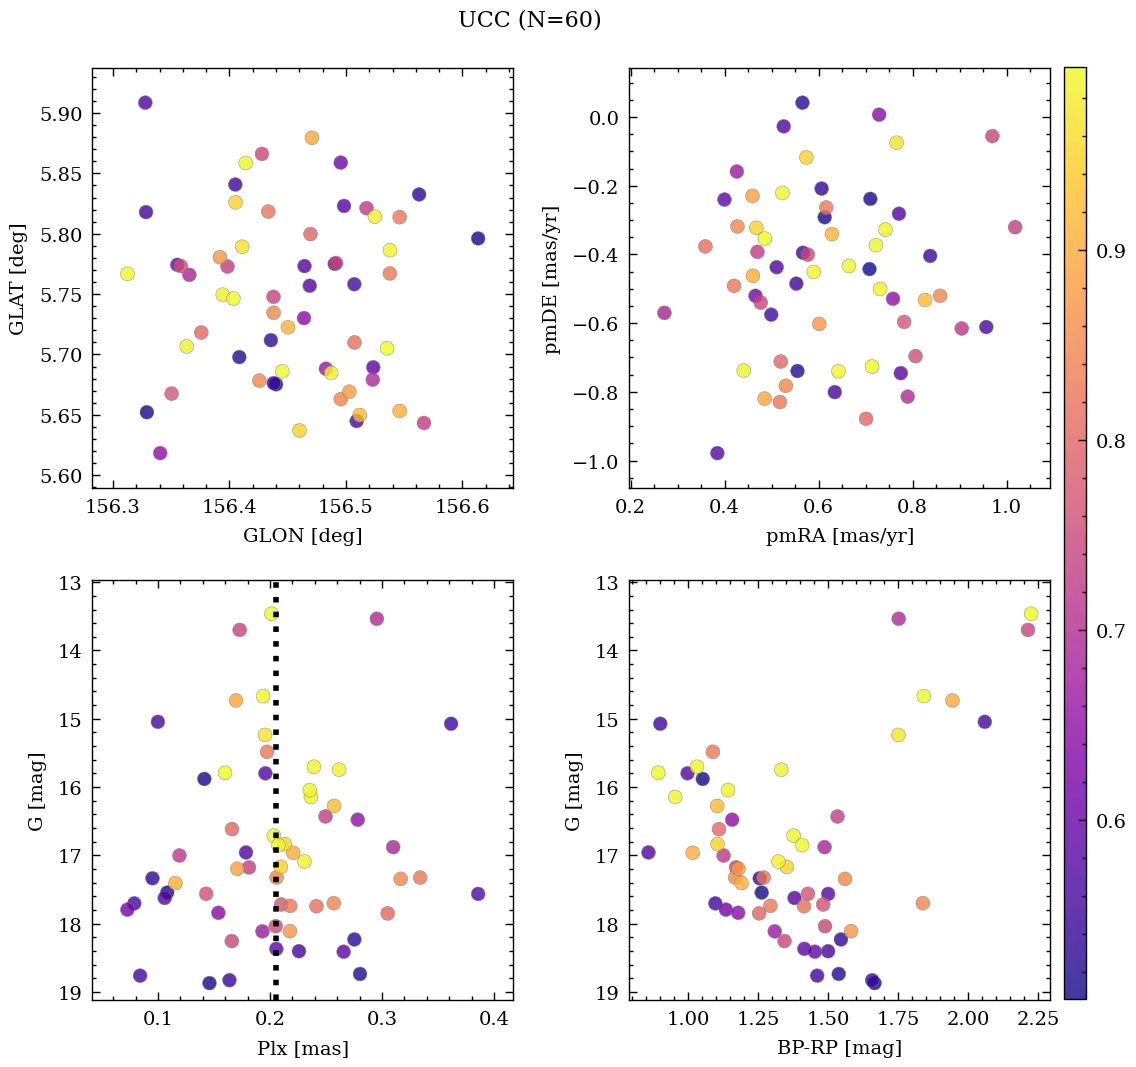 UCC (N=60)
5.90
5.85
5.80
5.75
5.70
5.65
5.60
GLAT [deg]
156.3 156.4 156.5 156.6
GLON [deg]
0.0
−0.2
−0.4
−0.6
−0.8
−1.0
pmDE [mas/yr]
0.2 0.4 0.6 0.8 1.0
pmRA [mas/yr]
0.9
0.8
0.7
0.6
13
14
15
16
17
18
19
G [mag]
0.1 0.2 0.3 0.4
Plx [mas]
13
14
15
16
17
18
19
G [mag]
1.00 1.25 1.50 1.75 2.00 2.25
BP-RP [mag]